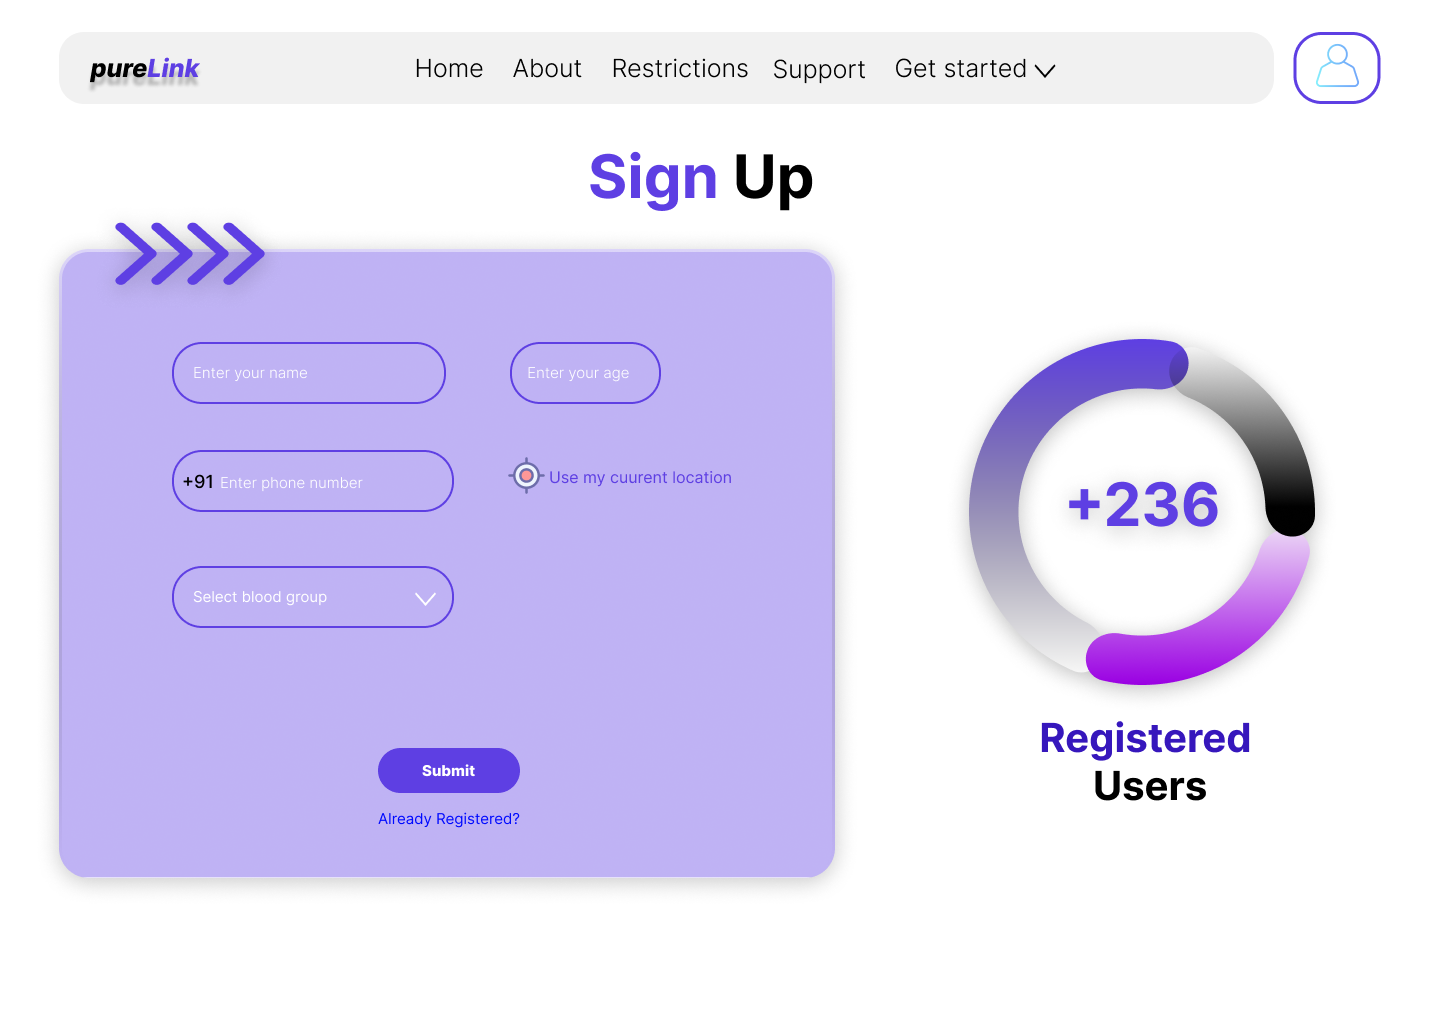 pureLink
Home About Restrictions Support Get started
Sign Up
Enter your name
Enter your age
+91 Enter phone number
Use my cuurent location
Select blood group
Submit
Already Registered?
+236
Registered
Users